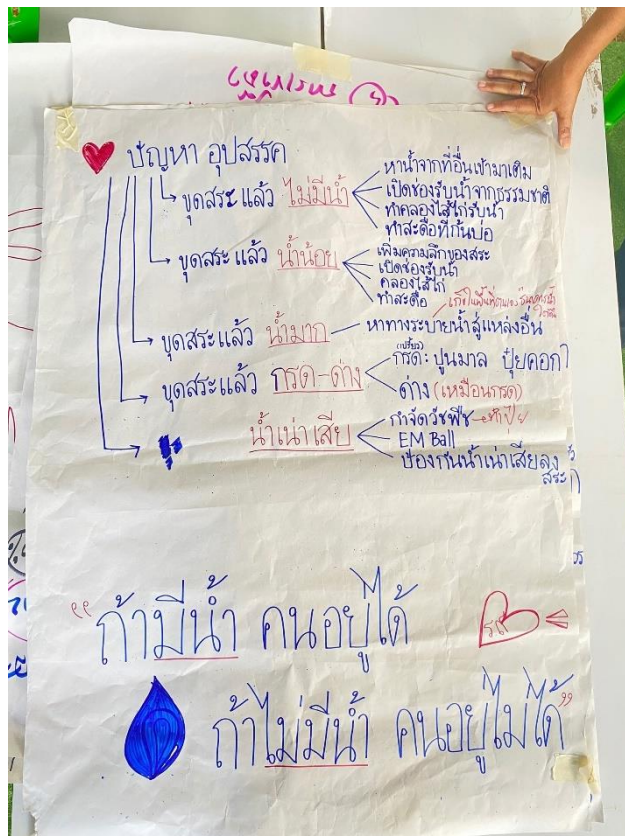 ปัญหา อุปสรรค
ขุดสระ แล้ว ไม่มีน้ำ
หาน้ำจากที่อื่นเข้ามาเติม
เปิดช่องรับน้ำจากธรรมชาติ
ทำคลองไส้ไก่รับน้ำ
ทำสะดือที่ก้นบ่อ
ขุดสระ แล้ว น้ำน้อย
เพิ่มความลึกของสระ
เปิดช่องรับน้ำ
คลองไส้ไก่
ทำสะดือ
ขุดสระ แล้ว น้ำมาก
หาทางระบายน้ำสู่แหล่งอื่น
ขุดสระ แล้ว กรด-ด่าง
(เปรี้ยว)
กรด: ปูนมาล ปุ๋ยคอก
ด่าง (เหมือนกรด)
น้ำเน่าเสีย
กำจัดวัชพืช → ทำปุ๋ย
EM Ball
ป้องกันน้ำเน่าเสียลง
สระ
"ถ้ามีน้ำ คนอยู่ได้
ถ้าไม่มีน้ำ คนอยู่ไม่ได้"